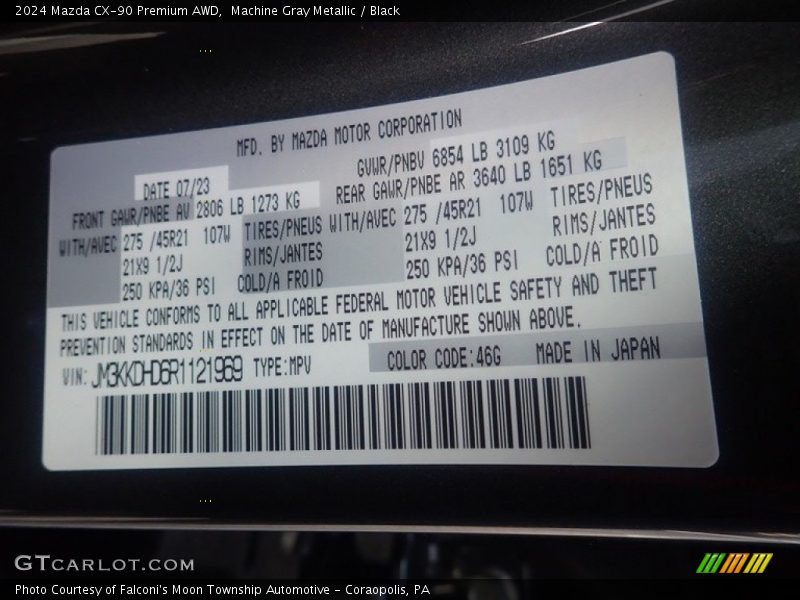 2024 Mazda CX-90 Premium AWD,  Machine Gray Metallic / Black
MFD. BY MAZDA MOTOR CORPORATION
DATE 07/23
GVWR/PNBV 6854 LB 3109 KG
FRONT GAWR/PNBE AV 2806 LB 1273 KG
REAR GAWR/PNBE AR 3640 LB 1651 KG
WITH/AVEC 275 /45R21 107W TIRES/PNEUS WITH/AVEC 275 /45R21 107W TIRES/PNEUS
21X9 1/2J RIMS/JANTES 21X9 1/2J RIMS/JANTES
250 KPA/36 PSI COLD/A FROID 250 KPA/36 PSI COLD/A FROID
THIS VEHICLE CONFORMS TO ALL APPLICABLE FEDERAL MOTOR VEHICLE SAFETY AND THEFT
PREVENTION STANDARDS IN EFFECT ON THE DATE OF MANUFACTURE SHOWN ABOVE.
VIN: JM3KKDHD6R1121969 TYPE:MPV COLOR CODE:46G MADE IN JAPAN
GTCARLOT.COM
Photo Courtesy of Falconi's Moon Township Automotive - Coraopolis, PA